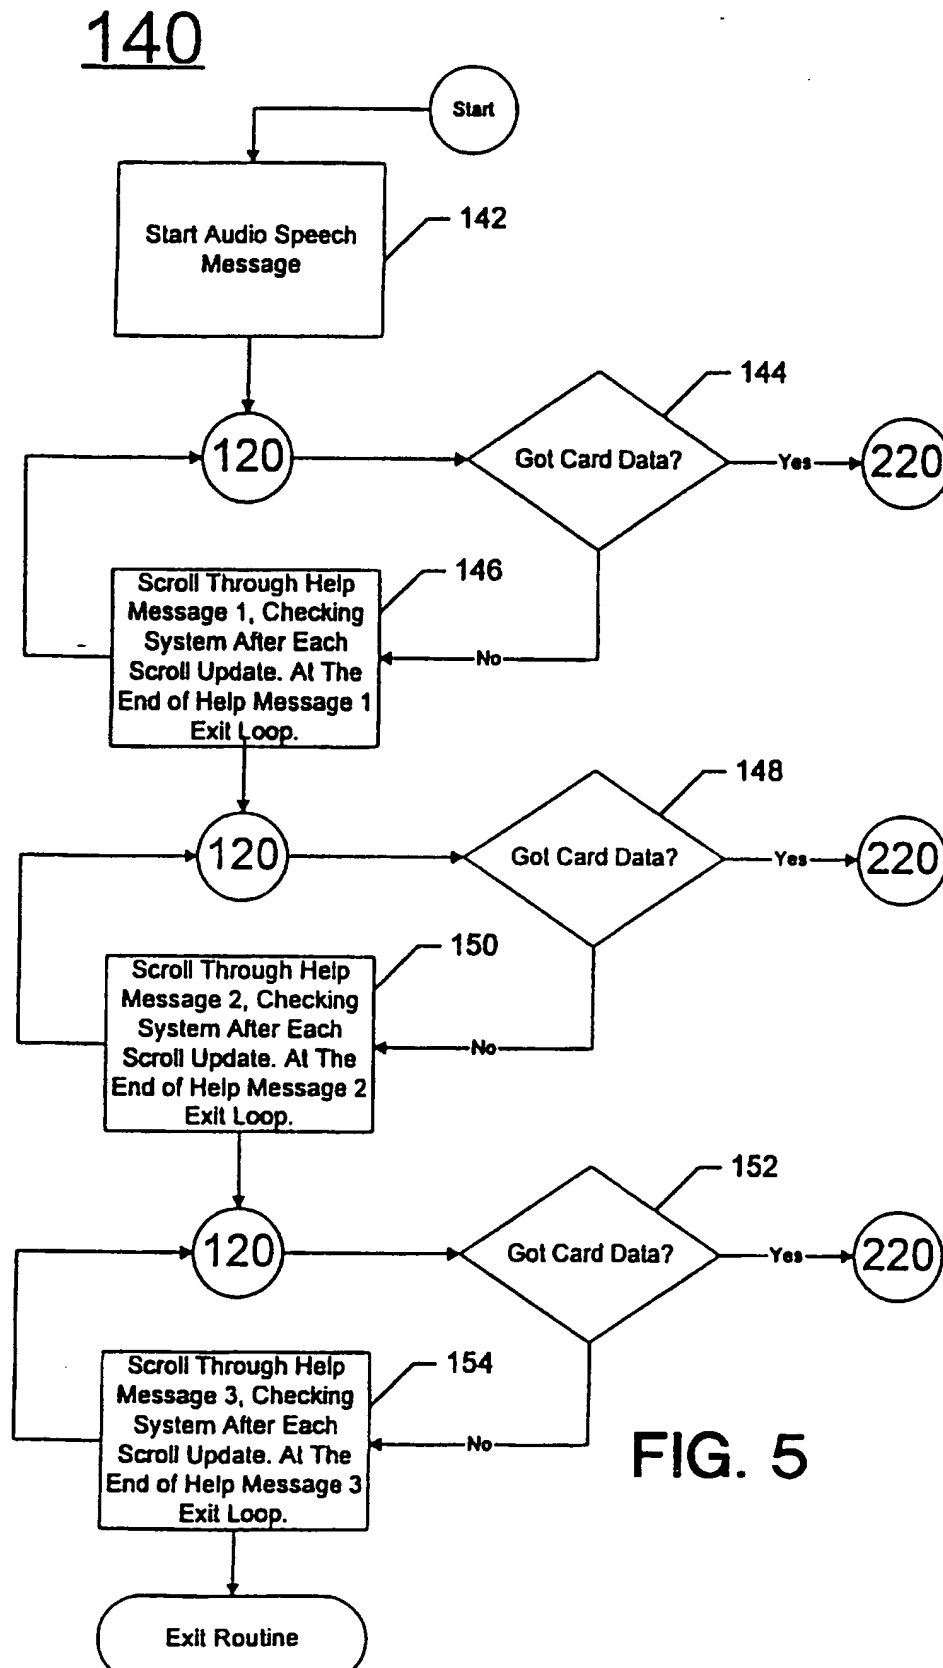 140
Start
Start Audio Speech
Message
142
144
120
Got Card Data?
Yes
220
146
Scroll Through Help
Message 1, Checking
System After Each
Scroll Update. At The
End of Help Message 1
Exit Loop.
No
148
120
Got Card Data?
Yes
220
150
Scroll Through Help
Message 2, Checking
System After Each
Scroll Update. At The
End of Help Message 2
Exit Loop.
No
152
120
Got Card Data?
Yes
220
154
Scroll Through Help
Message 3, Checking
System After Each
Scroll Update. At The
End of Help Message 3
Exit Loop.
No
FIG. 5
Exit Routine